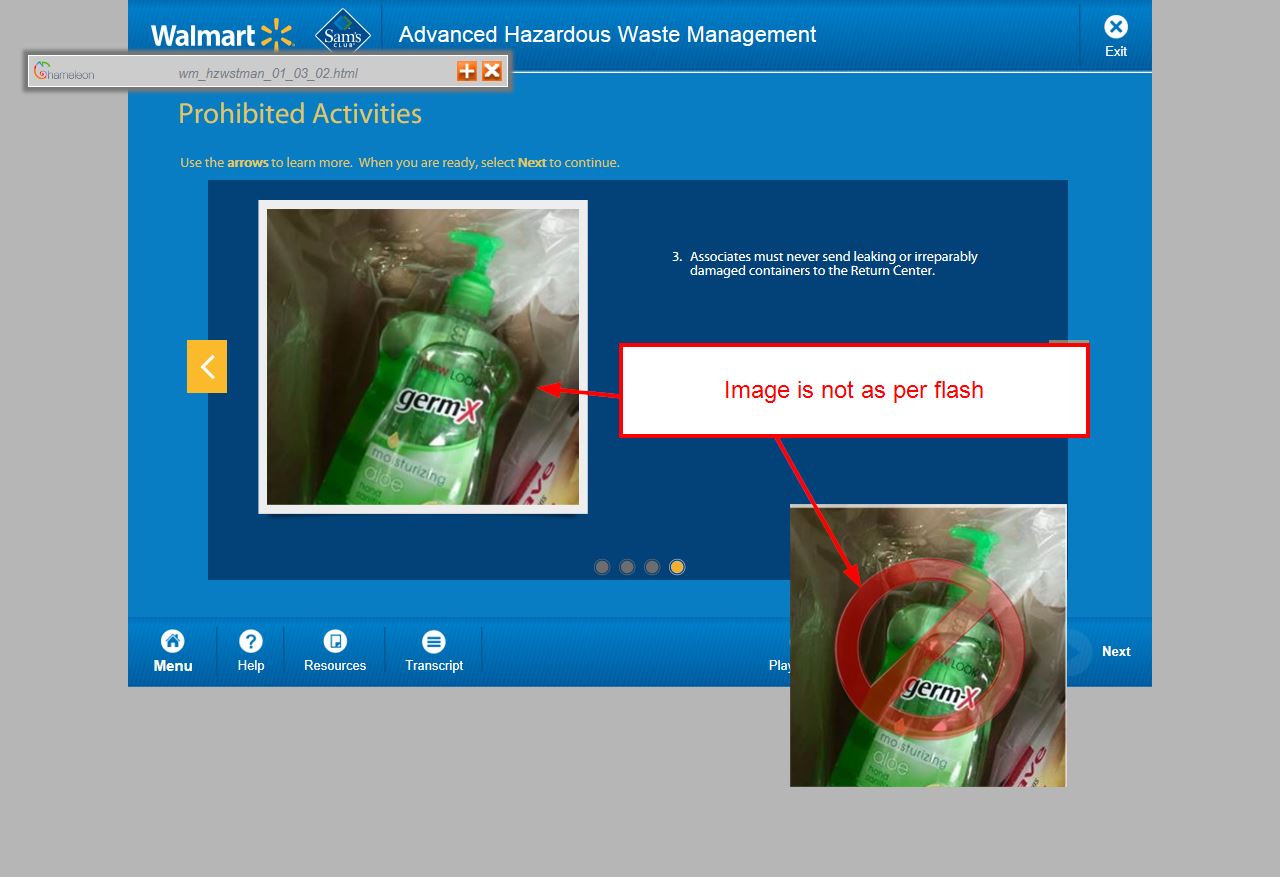 Walmart
Sam's
CLUB
Advanced Hazardous Waste Management
Exit
Chameleon
wm_hzwstman_01_03_02.html
Prohibited Activities
Use the arrows to learn more.  When you are ready, select Next to continue.
3. Associates must never send leaking or irreparably
damaged containers to the Return Center.
new LOOK
germ-X
moisturizing
aloe
hand
Image is not as per flash
new LOOK
germ-X
moisturizing
aloe
hand
Menu
Help
Resources
Transcript
Play
Next